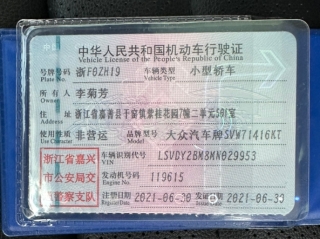 中华人民共和国机动车行驶证
Vehicle License of the People's Republic of China
号牌号码 浙F0ZH19 车辆类型 小型轿车
Plate No. Vehicle Type
所有人 李菊芳
Owner
住址 浙江省嘉善县干窑镇紫桂花园7幢二单元501室
Address
使用性质 非营运 品牌型号 大众汽车牌SVW71416KT
Use Character Model
浙江省嘉兴市公安局交通警察支队
车辆识别代号 LSVDY2BM8MN029953
VIN
发动机号码 119615
Engine No.
注册日期 2021-06-30 发证日期 2021-06-30
Register Date Issue Date